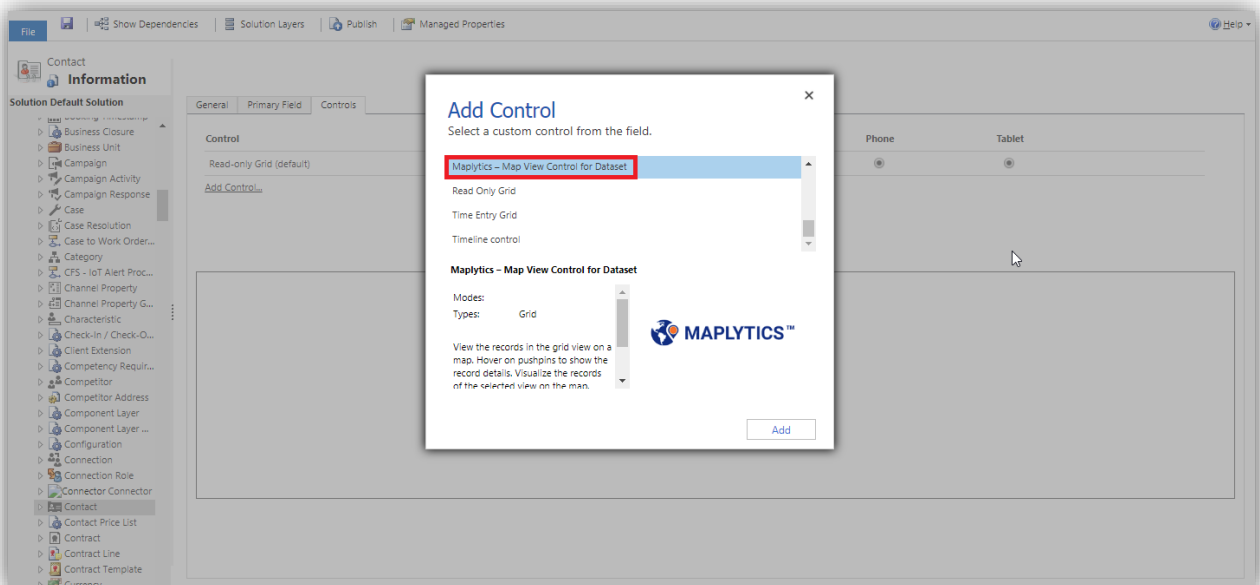 File
Show Dependencies
Solution Layers
Publish
Managed Properties
Help
Contact
Information
Solution Default Solution
Business Closure
Business Unit
Campaign
Campaign Activity
Campaign Response
Case
Case Resolution
Case to Work Order...
Category
CFS - IoT Alert Proc...
Channel Property
Channel Property G...
Characteristic
Check-In / Check-O...
Client Extension
Competency Requir...
Competitor
Competitor Address
Component Layer
Component Layer ...
Configuration
Connection
Connection Role
Connector Connector
Contact
Contact Price List
Contract
Contract Line
Contract Template
Currency
General
Primary Field
Controls
Control
Phone
Tablet
Read-only Grid (default)
Add Control...
Add Control
Select a custom control from the field.
Maplytics – Map View Control for Dataset
Read Only Grid
Time Entry Grid
Timeline control
Maplytics – Map View Control for Dataset
Modes:
Types: Grid
View the records in the grid view on a
map. Hover on pushpins to show the
record details. Visualize the records
of the selected view on the map.
MAPLYTICS™
Add